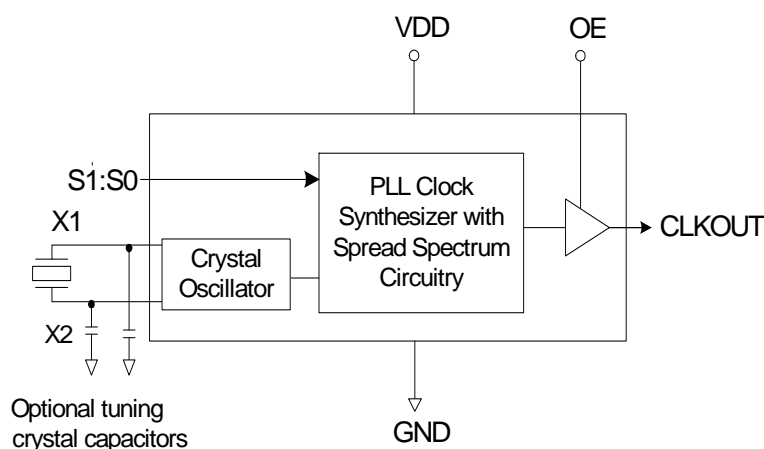 VDD
OE
S1:S0
PLL Clock
Synthesizer with
Spread Spectrum
Circuitry
CLKOUT
X1
Crystal
Oscillator
X2
Optional tuning
crystal capacitors
GND